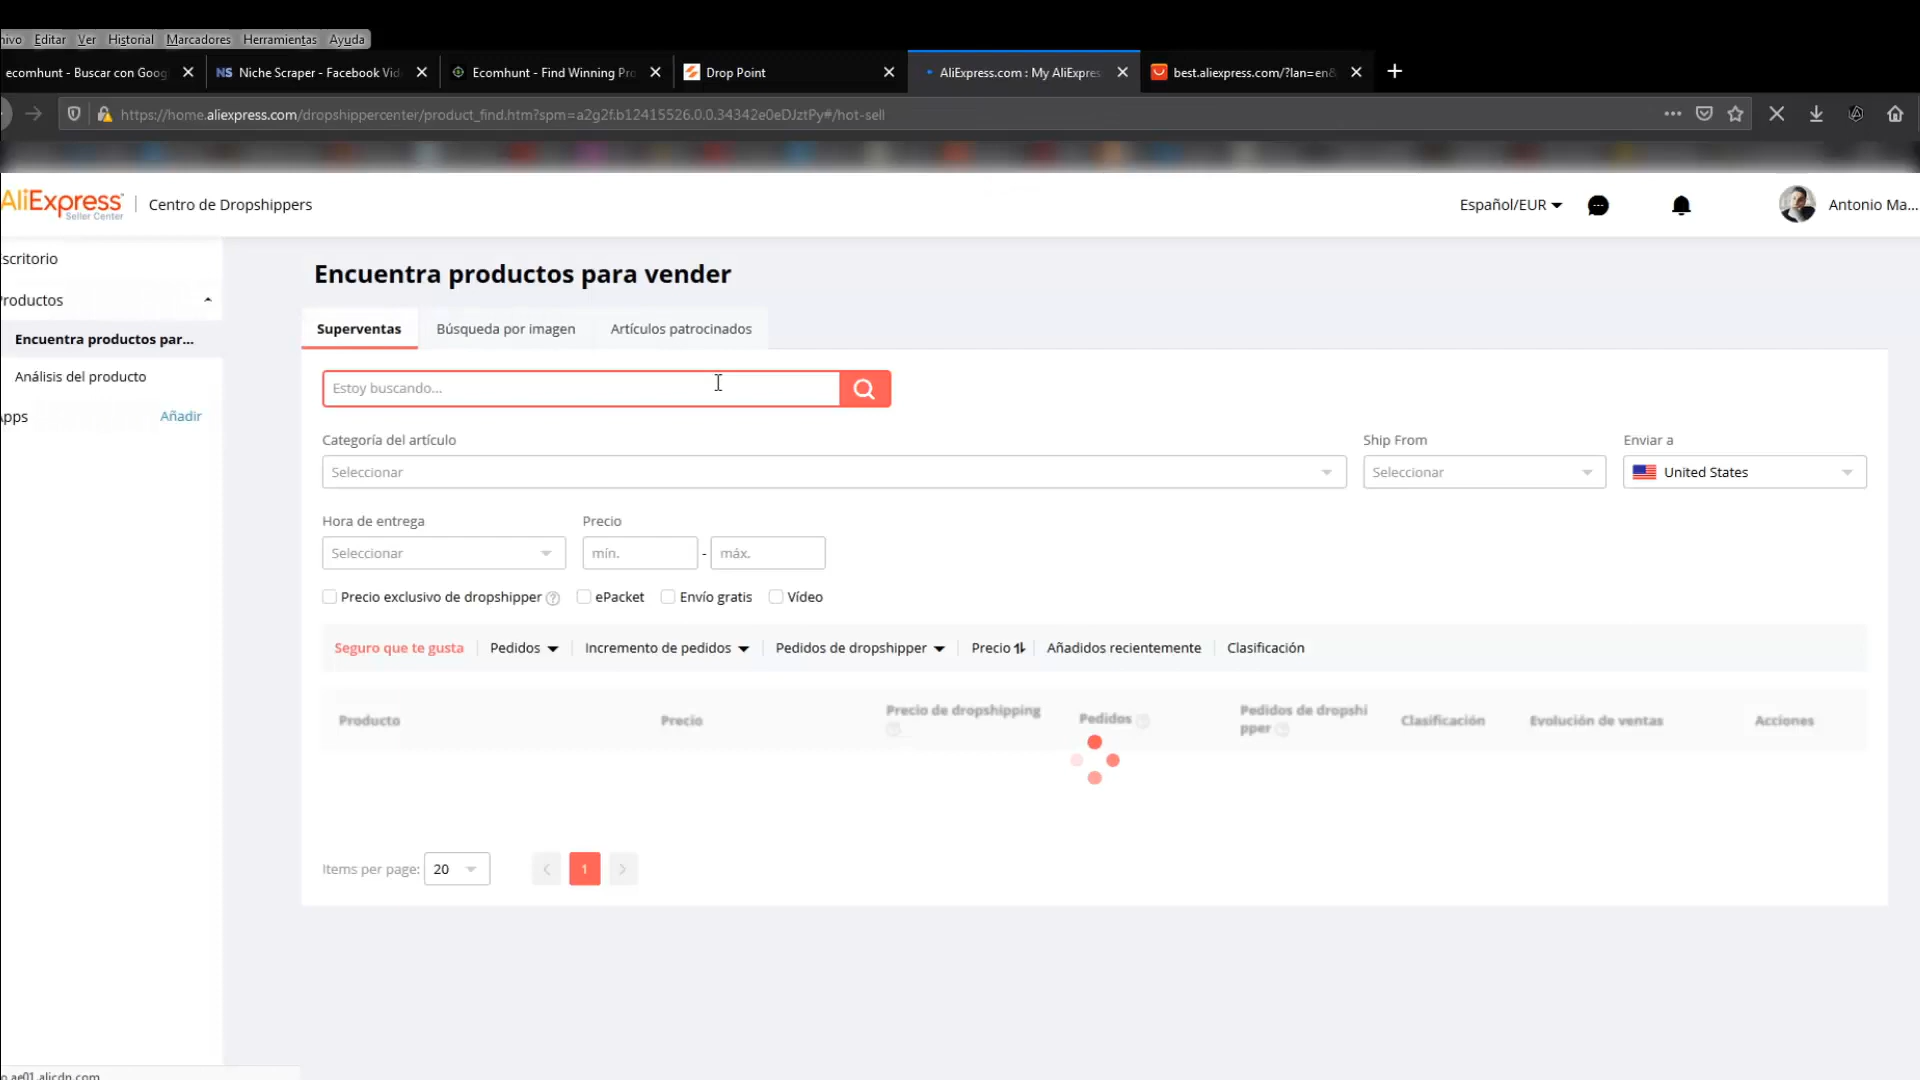 Editar Ver Historial Marcadores Herramientas Ayuda
ecomhunt - Buscar con Goog
NS Niche Scraper - Facebook Vid
Ecomhunt - Find Winning Pro
Drop Point
AliExpress.com : My AliExpres
best.aliexpress.com/?lan=en&
https://home.aliexpress.com/dropshippercenter/product_find.htm?spm=a2g2f.b12415526.0.0.34342e0eDJztPy#/hot-sell
AliExpress
Seller Center
Centro de Dropshippers
Español/EUR
Antonio Ma...
scritorio
roductos
Encuentra productos par...
Análisis del producto
Apps
Añadir
Encuentra productos para vender
Superventas
Búsqueda por imagen
Artículos patrocinados
Estoy buscando...
Categoría del artículo
Ship From
Enviar a
Seleccionar
Seleccionar
United States
Hora de entrega
Precio
Seleccionar
mín. - máx.
Precio exclusivo de dropshipper
ePacket
Envío gratis
Vídeo
Seguro que te gusta
Pedidos
Incremento de pedidos
Pedidos de dropshipper
Precio
Añadidos recientemente
Clasificación
Producto
Precio
Precio de dropshipping
Pedidos
Pedidos de dropshi
pper
Clasificación
Evolución de ventas
Acciones
Items per page: 20
1
o.ae01.alicdn.com